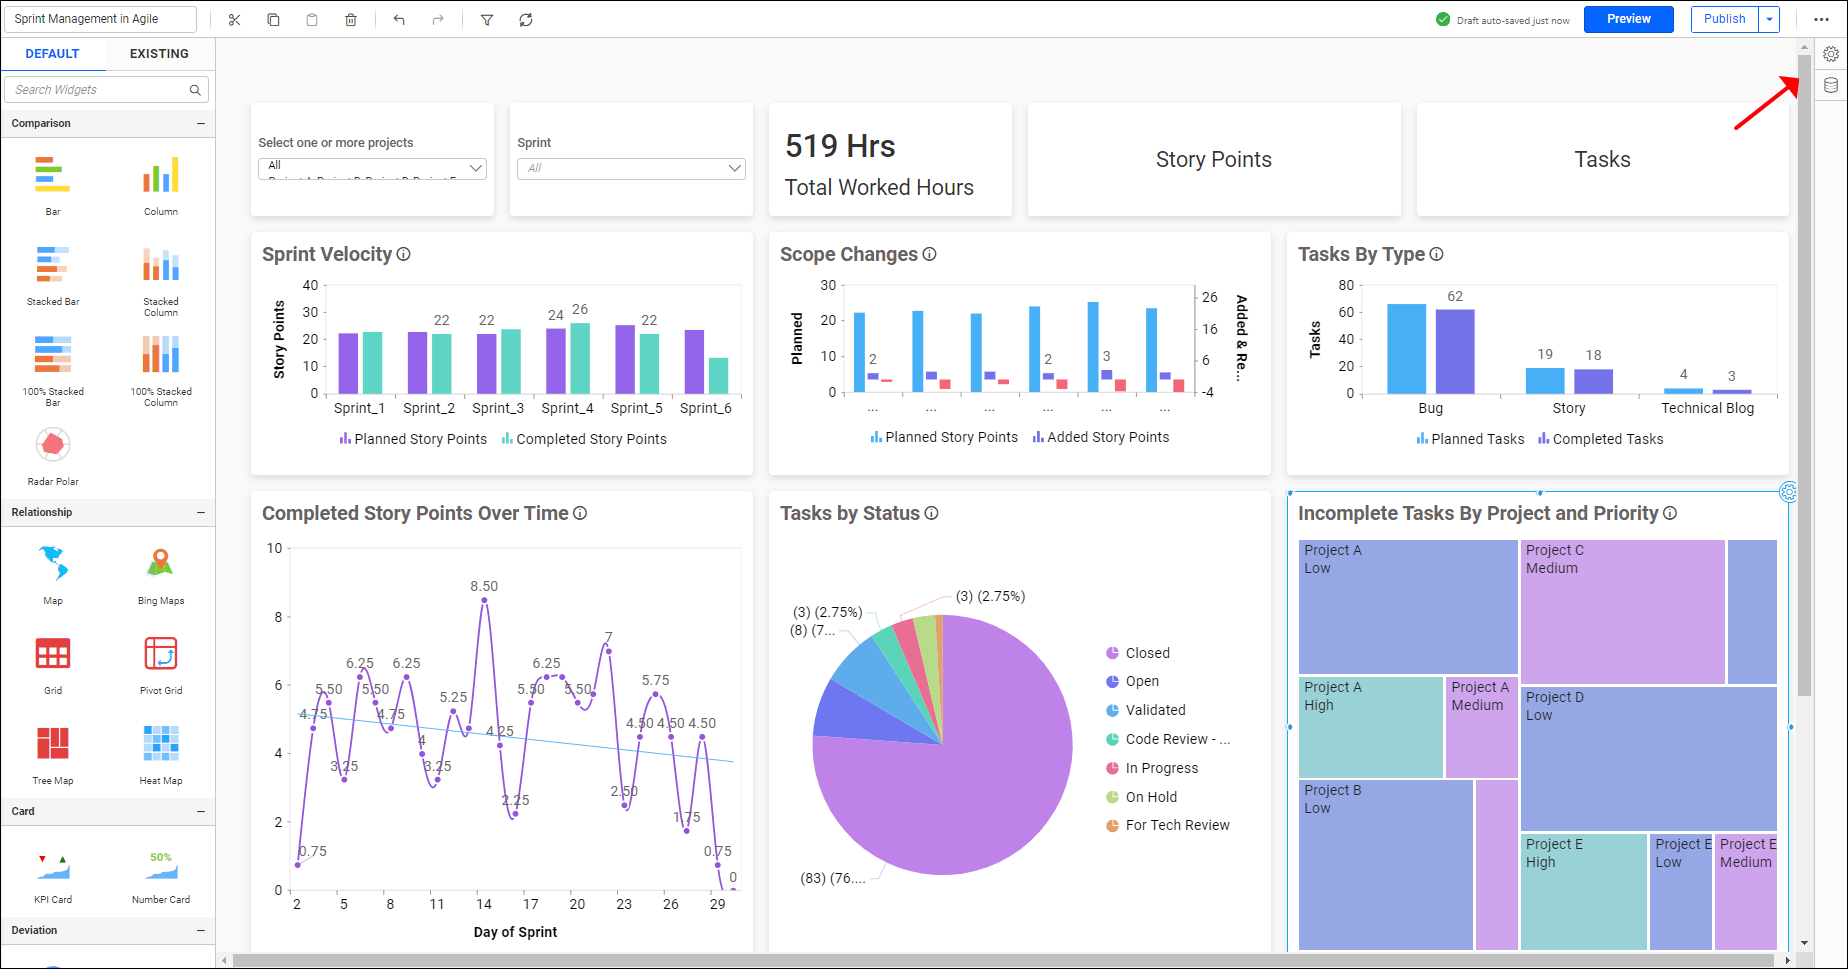 Sprint Management in Agile
Draft auto-saved just now
Preview
Publish
DEFAULT
EXISTING
Search Widgets
Comparison
Bar
Column
Stacked Bar
Stacked
Column
100% Stacked
Bar
100% Stacked
Column
Radar Polar
Relationship
Map
Bing Maps
Grid
Pivot Grid
Tree Map
Heat Map
Card
50%
KPI Card
Number Card
Deviation
Select one or more projects
All
Sprint
All
519 Hrs
Total Worked Hours
Story Points
Tasks
Sprint Velocity
Story Points
40
30
20
10
0
22
22
24
26
22
Sprint_1
Sprint_2
Sprint_3
Sprint_4
Sprint_5
Sprint_6
Planned Story Points
Completed Story Points
Scope Changes
Planned
30
20
10
0
2
2
3
26
16
6
-4
Added & Re...
...
...
...
...
...
...
Planned Story Points
Added Story Points
Tasks By Type
Tasks
80
60
40
20
0
62
19
18
4
3
Bug
Story
Technical Blog
Planned Tasks
Completed Tasks
Completed Story Points Over Time
10
8
6
4
2
0
0.75
4.75
5.50
3.25
6.25
5.50
4.75
6.25
4
3.25
5.25
8.50
4.25
2.25
5.50
6.25
5.50
7
2.50
4.50
5.75
4.50
1.75
4.50
0.75
0
2
5
8
11
14
17
20
23
26
29
Day of Sprint
Tasks by Status
(3) (2.75%)
(3) (2.75%)
(8) (7...
(83) (76....
Closed
Open
Validated
Code Review - ...
In Progress
On Hold
For Tech Review
Incomplete Tasks By Project and Priority
Project A
Low
Project C
Medium
Project A
High
Project A
Medium
Project D
Low
Project B
Low
Project E
High
Project E
Low
Project E
Medium